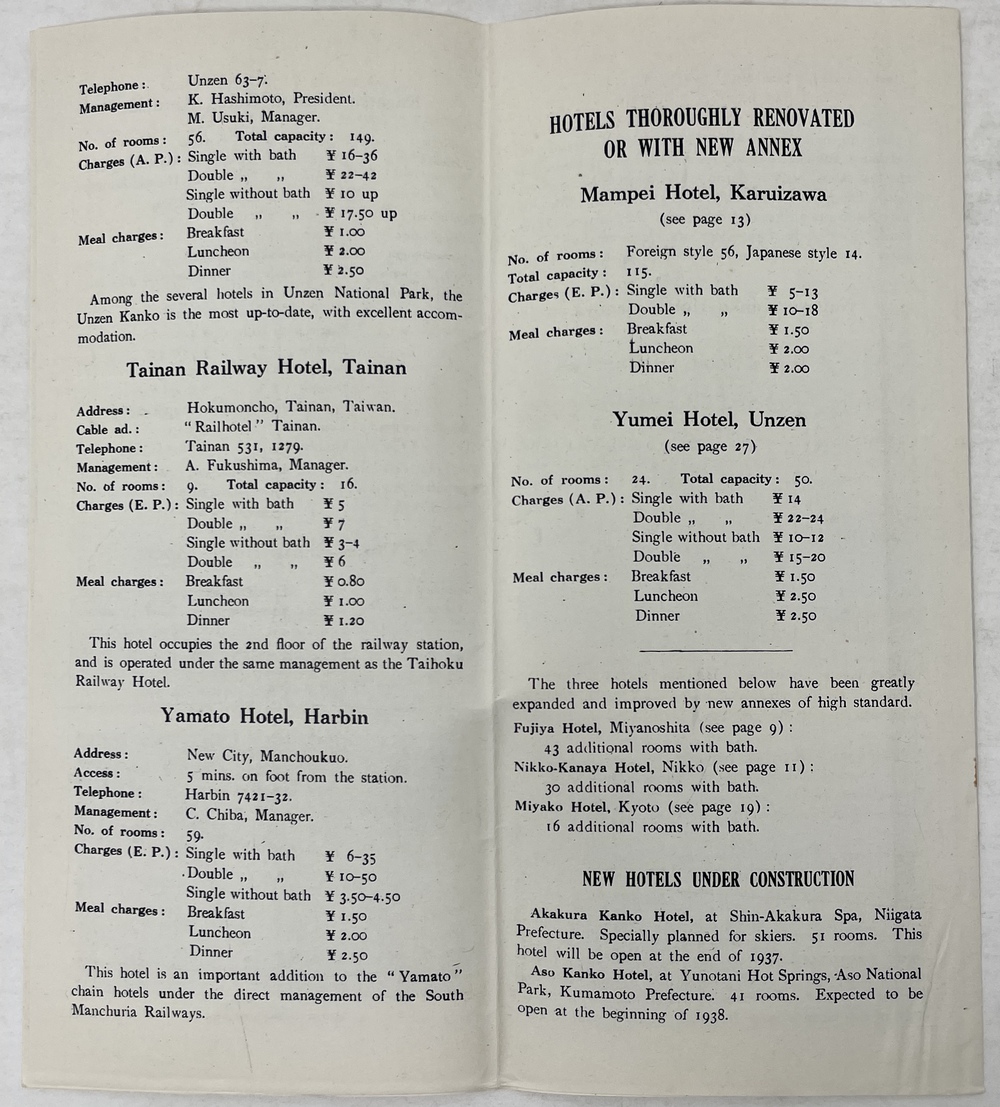 Telephone: Unzen 63-7.
Management: K. Hashimoto, President.
M. Usuki, Manager.
No. of rooms: 56. Total capacity: 149.
Charges (A. P.): Single with bath ¥ 16-36
Double „ „ ¥ 22-42
Single without bath ¥ 10 up
Double „ „ ¥ 17.50 up
Meal charges: Breakfast ¥ 1.00
Luncheon ¥ 2.00
Dinner ¥ 2.50
Among the several hotels in Unzen National Park, the
Unzen Kanko is the most up-to-date, with excellent accom-
modation.
Tainan Railway Hotel, Tainan
Address: Hokumoncho, Tainan, Taiwan.
Cable ad.: “Railhotel” Tainan.
Telephone: Tainan 531, 1279.
Management: A. Fukushima, Manager.
No. of rooms: 9. Total capacity: 16.
Charges (E. P.): Single with bath ¥ 5
Double „ „ ¥ 7
Single without bath ¥ 3-4
Double „ „ ¥ 6
Meal charges: Breakfast ¥ 0.80
Luncheon ¥ 1.00
Dinner ¥ 1.20
This hotel occupies the 2nd floor of the railway station,
and is operated under the same management as the Taihoku
Railway Hotel.
Yamato Hotel, Harbin
Address: New City, Manchoukuo.
Access: 5 mins. on foot from the station.
Telephone: Harbin 7421-32.
Management: C. Chiba, Manager.
No. of rooms: 59.
Charges (E. P.): Single with bath ¥ 6-35
Double „ „ ¥ 10-50
Single without bath ¥ 3.50-4.50
Meal charges: Breakfast ¥ 1.50
Luncheon ¥ 2.00
Dinner ¥ 2.50
This hotel is an important addition to the “Yamato”
chain hotels under the direct management of the South
Manchuria Railways.
HOTELS THOROUGHLY RENOVATED
OR WITH NEW ANNEX
Mampei Hotel, Karuizawa
(see page 13)
No. of rooms: Foreign style 56, Japanese style 14.
Total capacity: 115.
Charges (E. P.): Single with bath ¥ 5-13
Double „ „ ¥ 10-18
Meal charges: Breakfast ¥ 1.50
Luncheon ¥ 2.00
Dinner ¥ 2.00
Yumei Hotel, Unzen
(see page 27)
No. of rooms: 24. Total capacity: 50.
Charges (A. P.): Single with bath ¥ 14
Double „ „ ¥ 22-24
Single without bath ¥ 10-12
Double „ „ ¥ 15-20
Meal charges: Breakfast ¥ 1.50
Luncheon ¥ 2.50
Dinner ¥ 2.50
The three hotels mentioned below have been greatly
expanded and improved by new annexes of high standard.
Fujiya Hotel, Miyanoshita (see page 9):
43 additional rooms with bath.
Nikko-Kanaya Hotel, Nikko (see page 11):
30 additional rooms with bath.
Miyako Hotel, Kyoto (see page 19):
16 additional rooms with bath.
NEW HOTELS UNDER CONSTRUCTION
Akakura Kanko Hotel, at Shin-Akakura Spa, Niigata
Prefecture. Specially planned for skiers. 51 rooms. This
hotel will be open at the end of 1937.
Aso Kanko Hotel, at Yunotani Hot Springs, Aso National
Park, Kumamoto Prefecture. 41 rooms. Expected to be
open at the beginning of 1938.